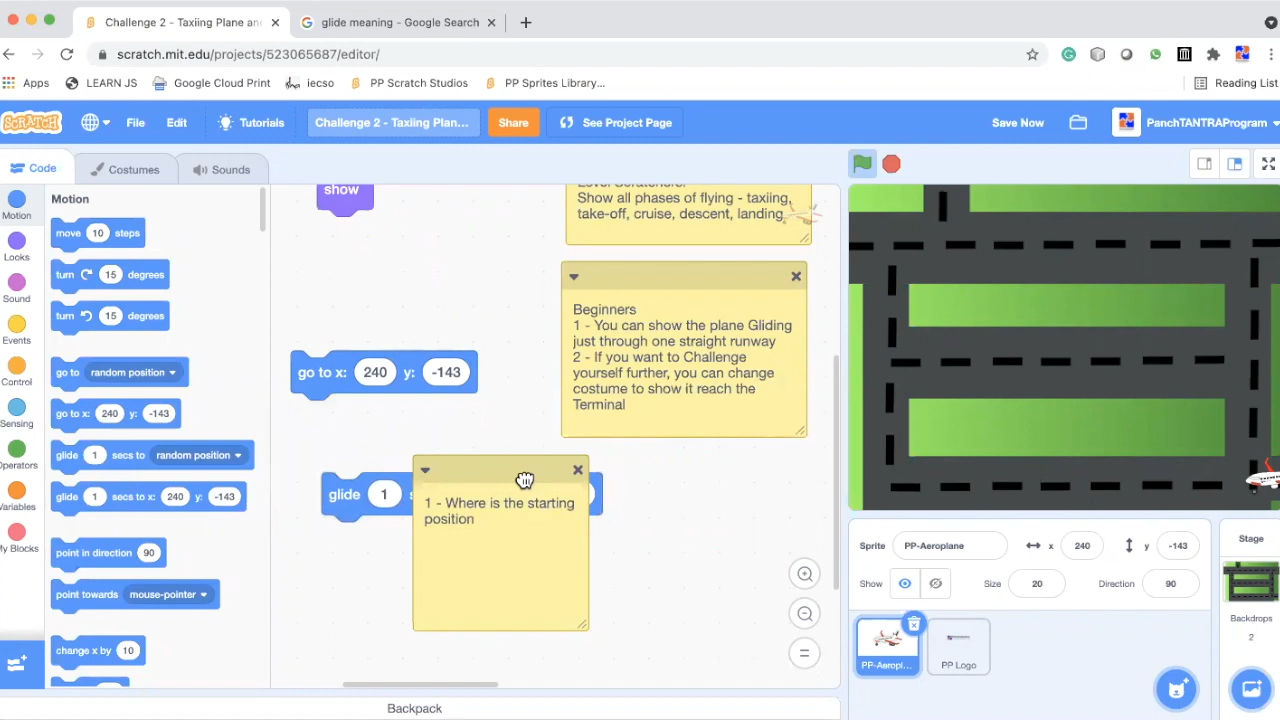 Challenge 2 - Taxiing Plane an
glide meaning - Google Search
scratch.mit.edu/projects/523065687/editor/
Apps
LEARN JS
Google Cloud Print
iecso
PP Scratch Studios
PP Sprites Library...
Reading List
SCRATCH
File
Edit
Tutorials
Challenge 2 - Taxiing Plan...
Share
See Project Page
Save Now
PanchTANTRAProgram
Code
Costumes
Sounds
Motion
Looks
Sound
Events
Control
Sensing
Operators
Variables
My Blocks
Motion
move 10 steps
turn 15 degrees
turn 15 degrees
go to random position
go to x: 240 y: -143
glide 1 secs to random position
glide 1 secs to x: 240 y: -143
point in direction 90
point towards mouse-pointer
change x by 10
show
Show all phases of flying - taxiing,
take-off, cruise, descent, landing
Beginners
1 - You can show the plane Gliding
just through one straight runway
2 - If you want to Challenge
yourself further, you can change
costume to show it reach the
Terminal
go to x: 240 y: -143
glide 1 s
1 - Where is the starting
position
Backpack
Sprite PP-Aeroplane x 240 y -143
Show Size 20 Direction 90
PP-Aeropl...
PP Logo
Stage
Backdrops
2